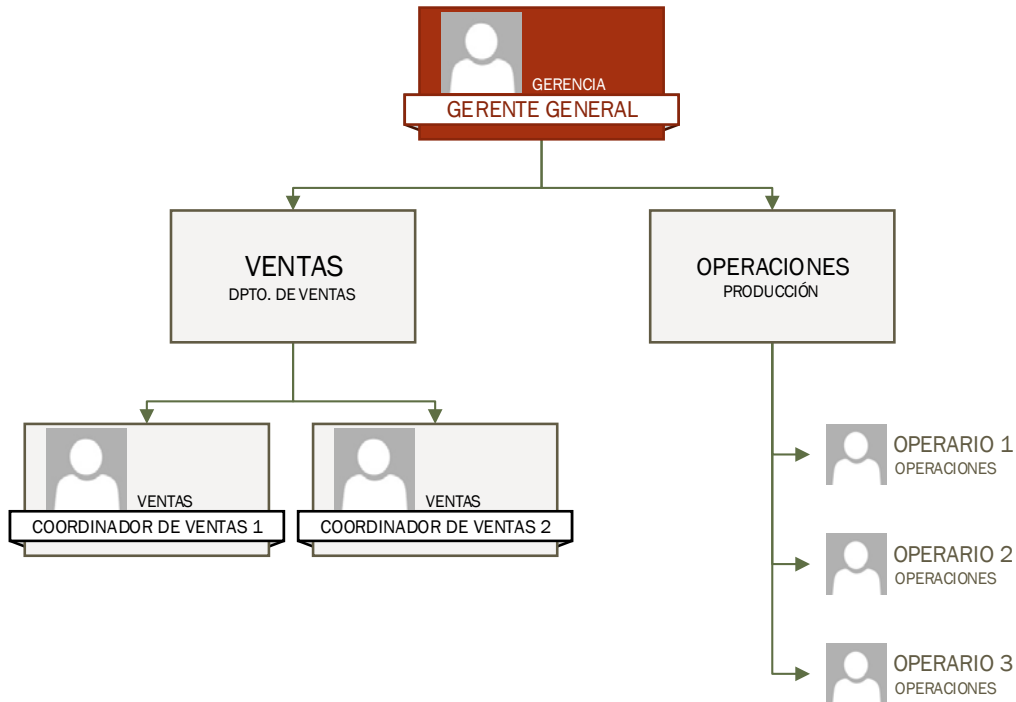 GERENCIA
GERENTE GENERAL
VENTAS
DPTO. DE VENTAS
OPERACIONES
PRODUCCIÓN
VENTAS
COORDINADOR DE VENTAS 1
VENTAS
COORDINADOR DE VENTAS 2
OPERARIO 1
OPERACIONES
OPERARIO 2
OPERACIONES
OPERARIO 3
OPERACIONES